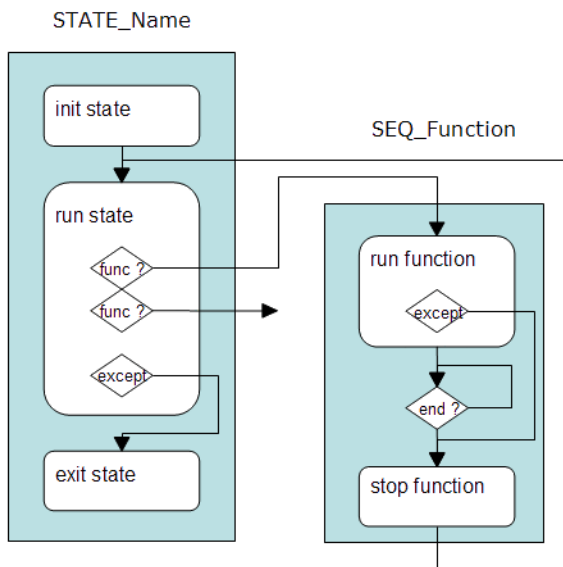 STATE_Name
init state
run state
func ?
func ?
except
exit state
SEQ_Function
run function
except
end ?
stop function